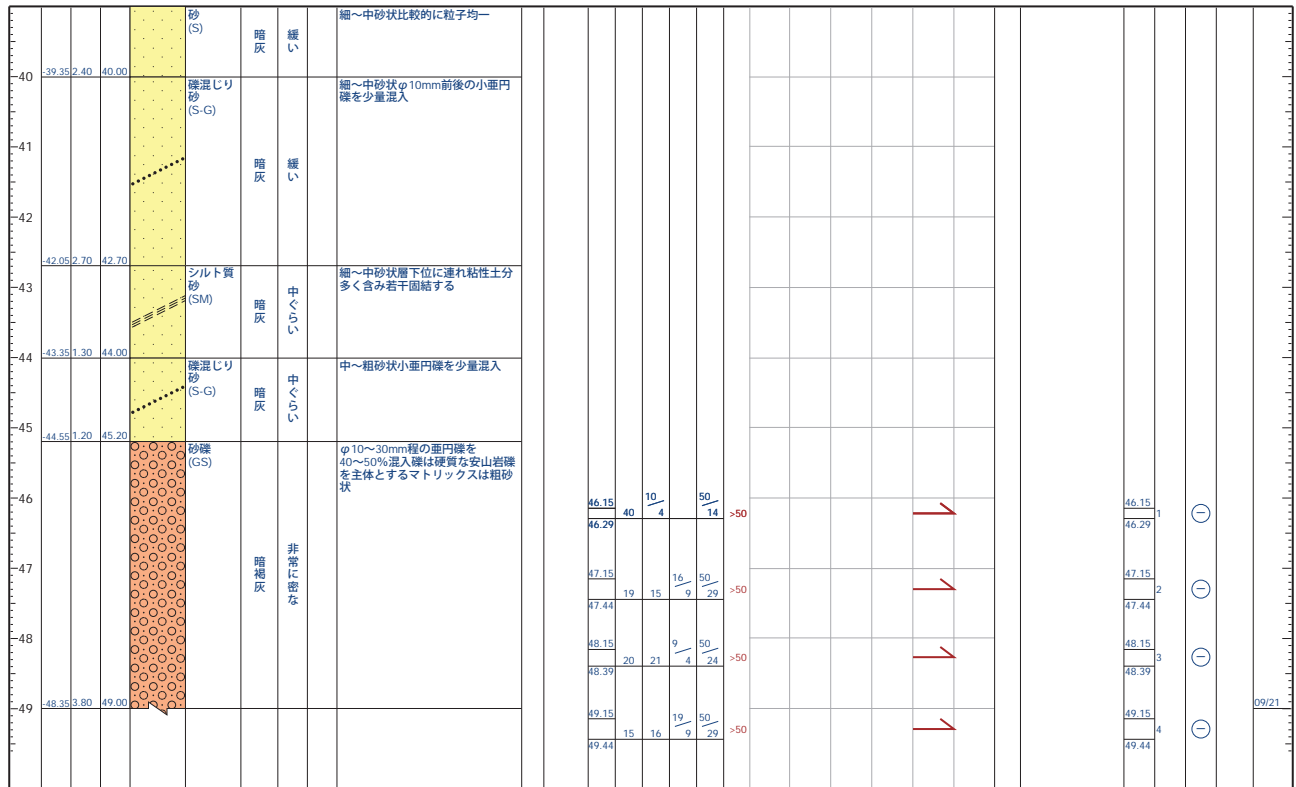 砂
(S)
暗灰
緩い
細〜中砂状比較的に粒子均一
40
-39.35 2.40 40.00
礫混じり
砂
(S-G)
暗灰
緩い
細〜中砂状φ10mm前後の小亜円
礫を少量混入
41
42
-42.05 2.70 42.70
シルト質
砂
(SM)
暗灰
中ぐらい
細〜中砂状層下位に連れ粘性土分
多く含み若干固結する
43
44
-43.35 1.30 44.00
礫混じり
砂
(S-G)
暗灰
中ぐらい
中〜粗砂状小亜円礫を少量混入
45
-44.55 1.20 45.20
砂礫
(GS)
暗褐灰
非常に密な
φ10〜30mm程の亜円礫を
40〜50%混入礫は硬質な安山岩礫
を主体とするマトリックスは粗砂
状
46
46.15 10 50 46.15
40 4 14 >50 1 −
46.29 46.29
47
47.15 16 50 47.15
19 15 9 29 >50 2 −
47.44 47.44
48
48.15 9 50 48.15
20 21 4 24 >50 3 −
48.39 48.39
49
-48.35 3.80 49.00 09/21
49.15 19 50 49.15
15 16 9 29 >50 4 −
49.44 49.44